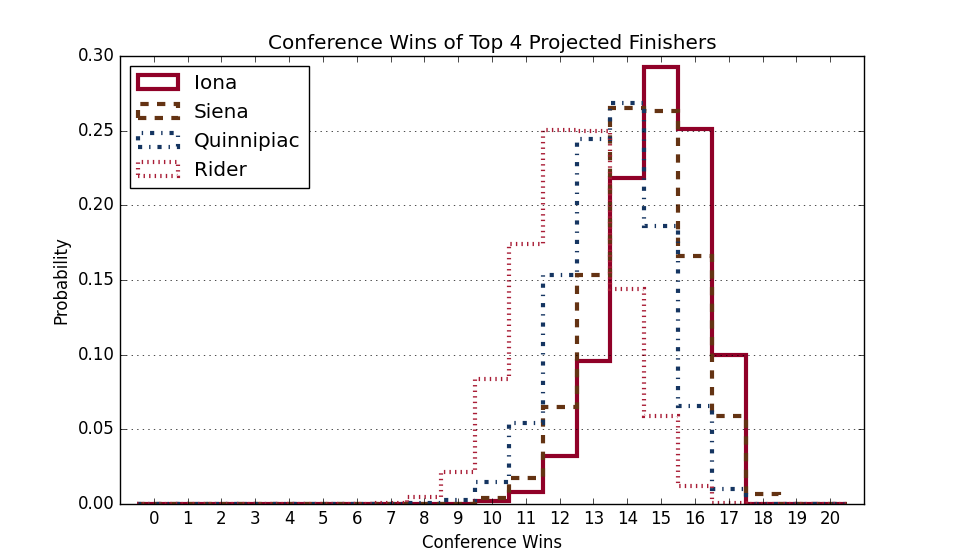 Conference Wins of Top 4 Projected Finishers
0.30
0.25
0.20
0.15
0.10
0.05
0.00
Probability
Iona
Siena
Quinnipiac
Rider
0 1 2 3 4 5 6 7 8 9 10 11 12 13 14 15 16 17 18 19 20
Conference Wins